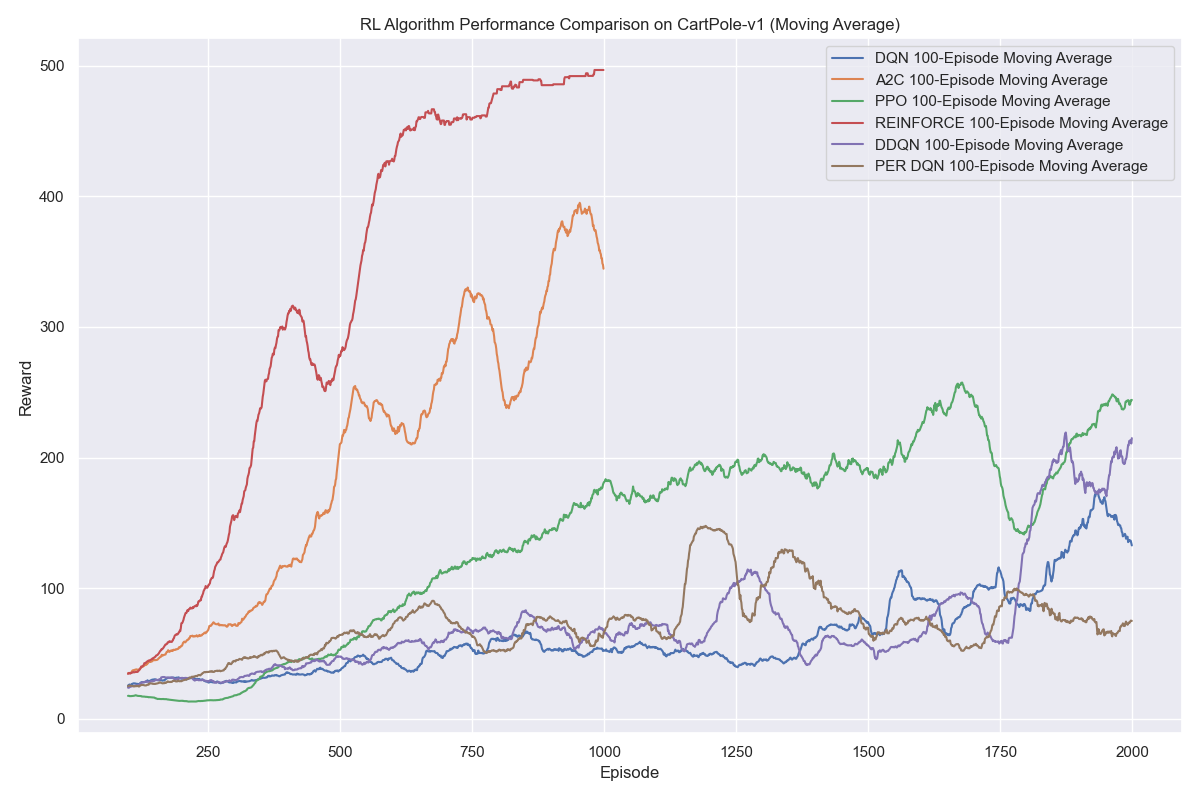 RL Algorithm Performance Comparison on CartPole-v1 (Moving Average)
DQN 100-Episode Moving Average
A2C 100-Episode Moving Average
PPO 100-Episode Moving Average
REINFORCE 100-Episode Moving Average
DDQN 100-Episode Moving Average
PER DQN 100-Episode Moving Average
Reward
500
400
300
200
100
0
250 500 750 1000 1250 1500 1750 2000
Episode